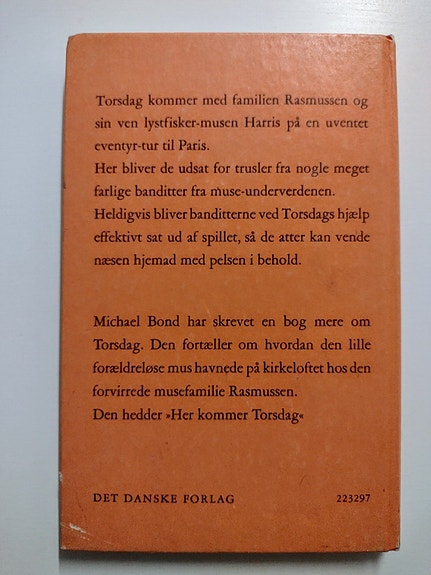 Torsdag kommer med familien Rasmussen og
sin ven lystfisker-musen Harris på en uventet
eventyr-tur til Paris.
Her bliver de udsat for trusler fra nogle meget
farlige banditter fra muse-underverdenen.
Heldigvis bliver banditterne ved Torsdags hjælp
effektivt sat ud af spillet, så de atter kan vende
næsen hjemad med pelsen i behold.
Michael Bond har skrevet en bog mere om
Torsdag. Den fortæller om hvordan den lille
forældreløse mus havnede på kirkeloftet hos den
forvirrede musefamilie Rasmussen.
Den hedder »Her kommer Torsdag«
DET DANSKE FORLAG 223297